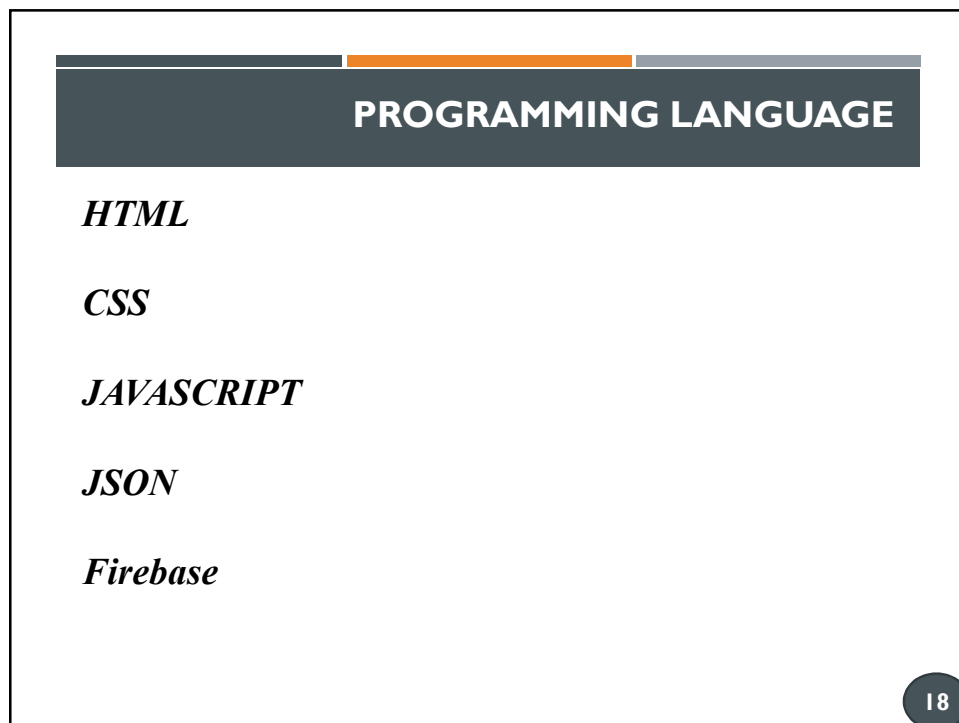 PROGRAMMING LANGUAGE
HTML
CSS
JAVASCRIPT
JSON
Firebase
18